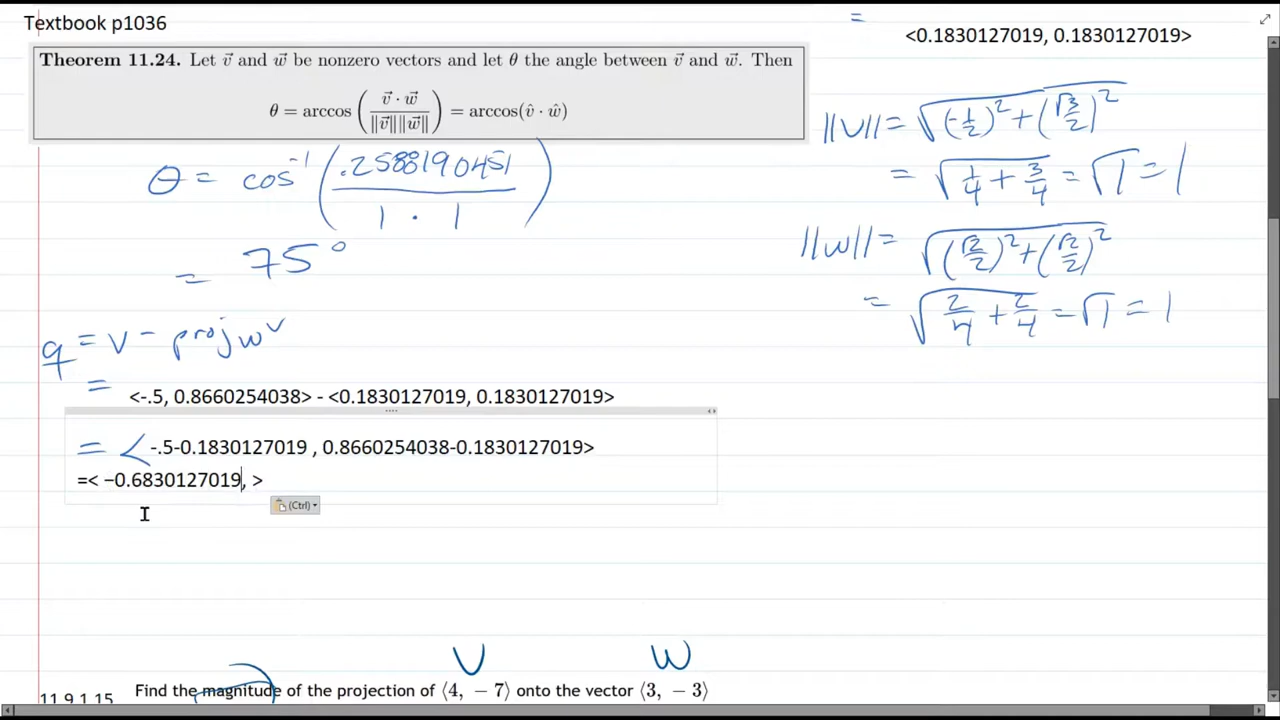 Textbook p1036
=
<0.1830127019, 0.1830127019>
Theorem 11.24. Let v⃗ and w⃗ be nonzero vectors and let θ the angle between v⃗ and w⃗. Then
θ = arccos ( v⃗ · w⃗ / ‖v⃗‖‖w⃗‖ ) = arccos(v̂ · ŵ)
||V|| = √((-1/2)² + (√3/2)²)
= √(1/4 + 3/4) = √1 = 1
θ = cos⁻¹ ( .2588190451 / 1 · 1 )
= 75°
||W|| = √((√2/2)² + (√2/2)²)
= √(2/4 + 2/4) = √1 = 1
q = v - proj w v
=
<-.5, 0.8660254038> - <0.1830127019, 0.1830127019>
= < -.5-0.1830127019 , 0.8660254038-0.1830127019>
=< −0.6830127019, >
(Ctrl)
V W
11.9.1.15 Find the magnitude of the projection of ⟨4, − 7⟩ onto the vector ⟨3, − 3⟩